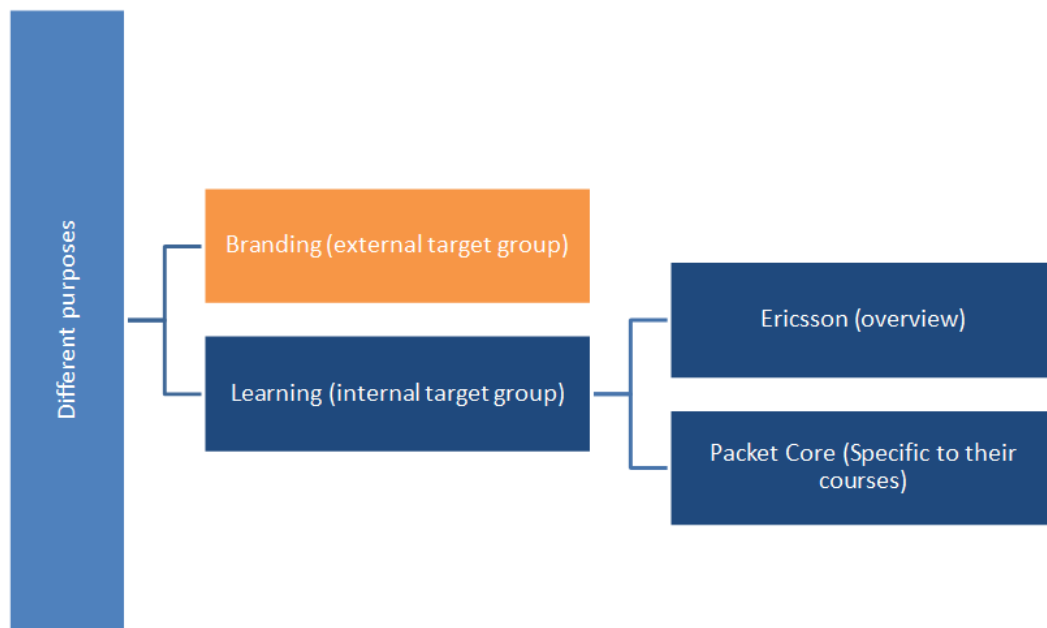 Different purposes
Branding (external target group)
Learning (internal target group)
Ericsson (overview)
Packet Core (Specific to their
courses)